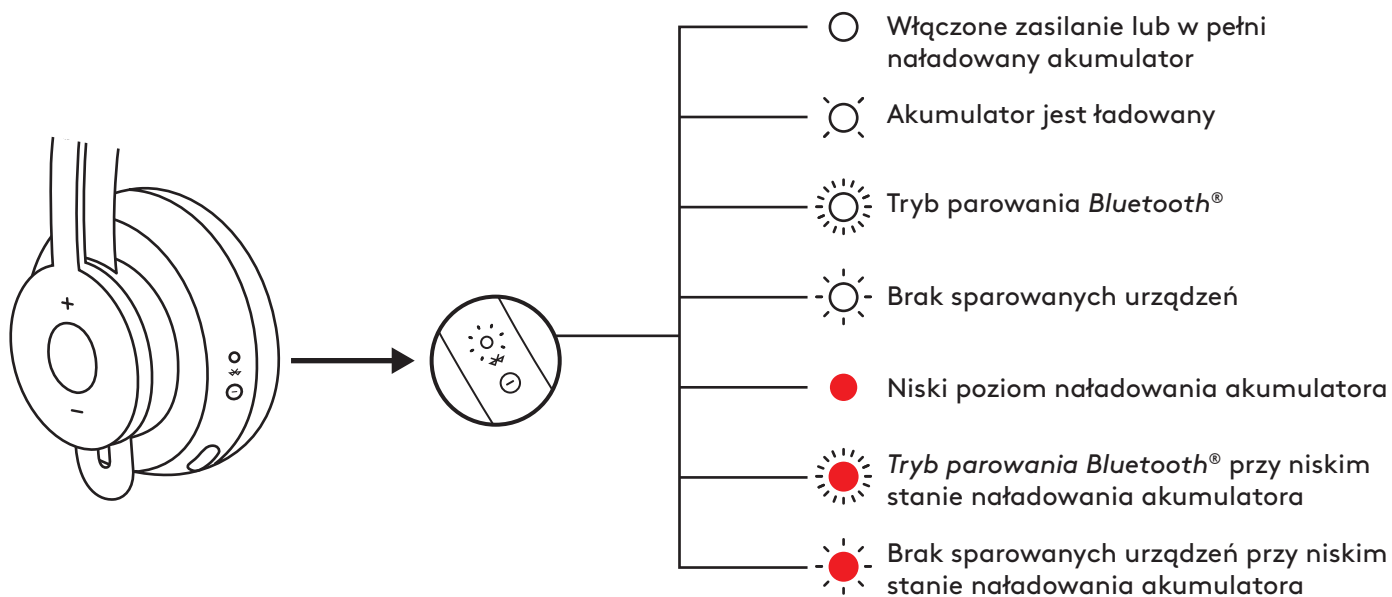 Włączone zasilanie lub w pełni
naładowany akumulator
Akumulator jest ładowany
Tryb parowania Bluetooth®
Brak sparowanych urządzeń
Niski poziom naładowania akumulatora
Tryb parowania Bluetooth® przy niskim
stanie naładowania akumulatora
Brak sparowanych urządzeń przy niskim
stanie naładowania akumulatora